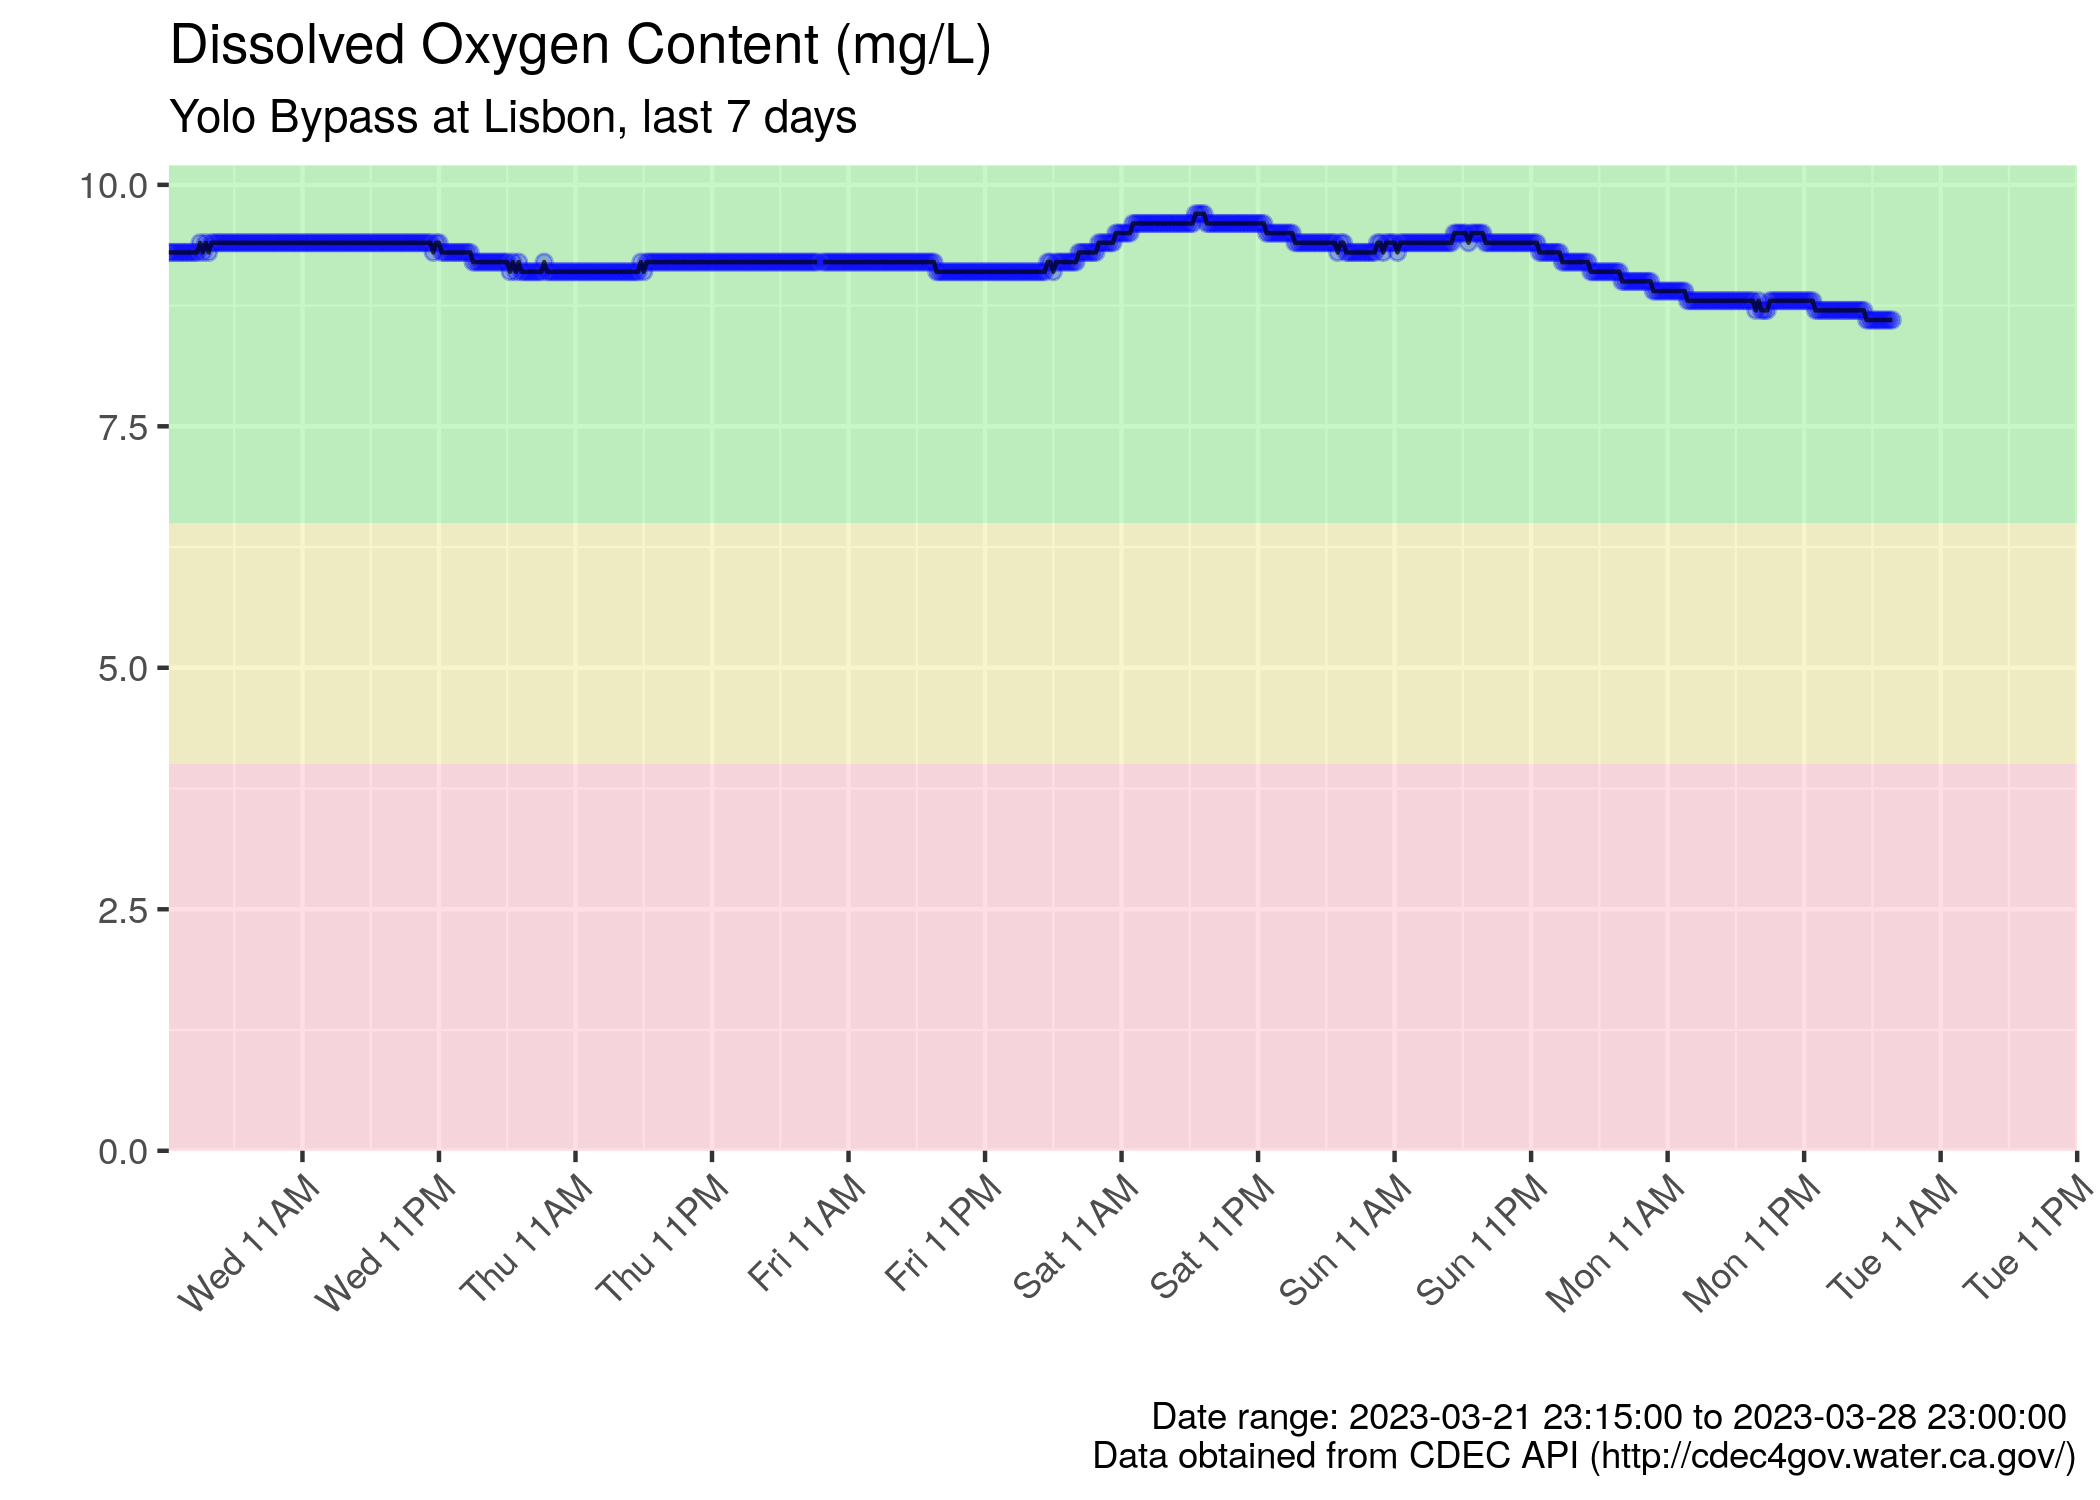 Dissolved Oxygen Content (mg/L)
Yolo Bypass at Lisbon, last 7 days
10.0
7.5
5.0
2.5
0.0
Wed 11AM
Wed 11PM
Thu 11AM
Thu 11PM
Fri 11AM
Fri 11PM
Sat 11AM
Sat 11PM
Sun 11AM
Sun 11PM
Mon 11AM
Mon 11PM
Tue 11AM
Tue 11PM
Date range: 2023-03-21 23:15:00 to 2023-03-28 23:00:00
Data obtained from CDEC API (http://cdec4gov.water.ca.gov/)